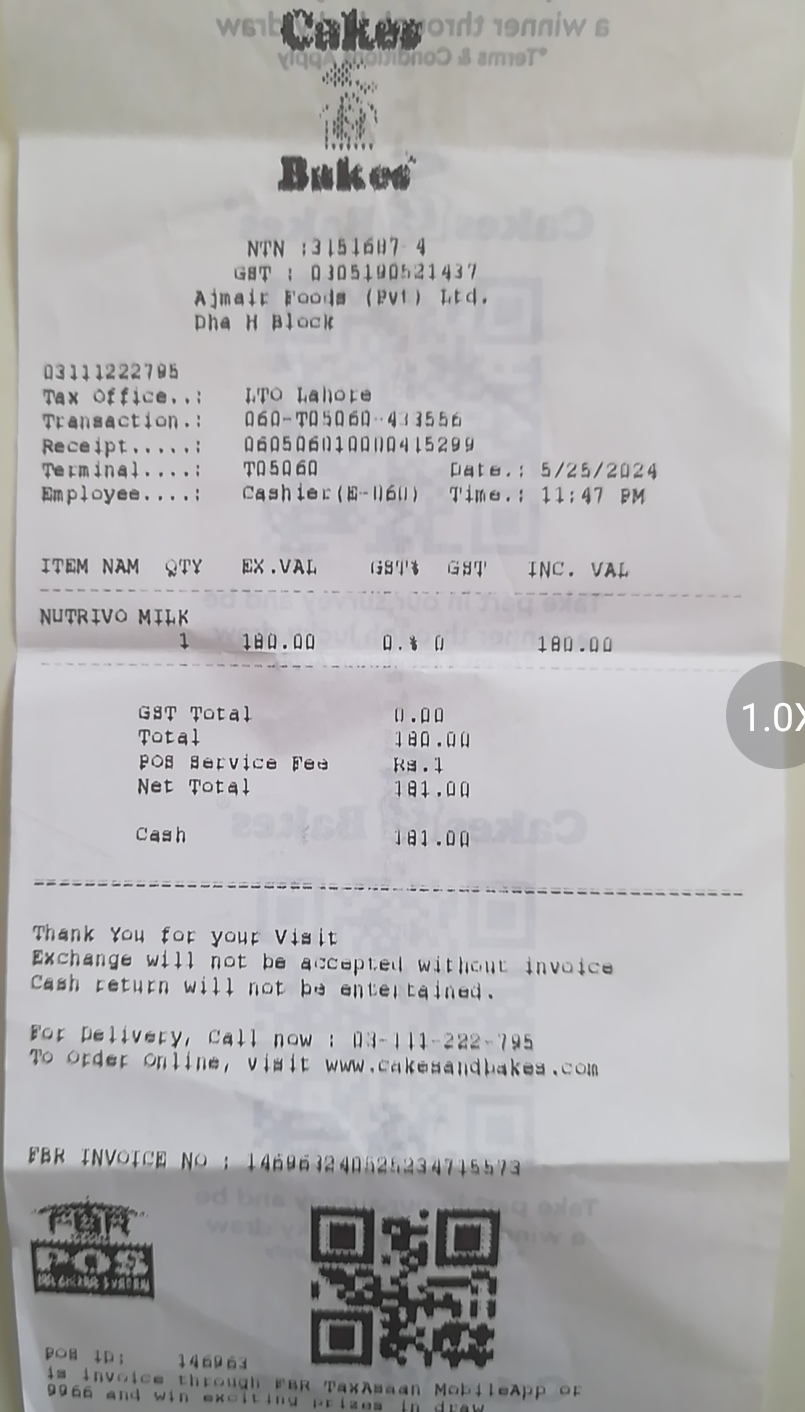 Cakes
Bakes
NTN :3151687-4
GST : 0305190521437
Ajmair Foods (Pvt) Ltd.
Dha H Block
03111222795
Tax Office..: LTO Lahore
Transaction.: 060-T05060-433556
Receipt.....: 060506010000415299
Terminal....: T05060 Date.: 5/25/2024
Employee....: Cashier(E-060) Time.: 11:47 PM
ITEM NAM QTY EX.VAL GST% GST INC. VAL
NUTRIVO MILK
1 180.00 0.% 0 180.00
GST Total 0.00
Total 180.00
POS Service Fee Rs.1
Net Total 181.00
Cash 181.00
Thank You for your Visit
Exchange will not be accepted without invoice
Cash return will not be entertained.
For Delivery, Call now : 03-111-222-795
To Order Online, visit www.cakesandbakes.com
FBR INVOICE No : 146963240525234715573
POS
POS ID: 146963
is invoice through FBR TaxAsaan MobileApp or
9966 and win exciting prizes in draw
1.0X